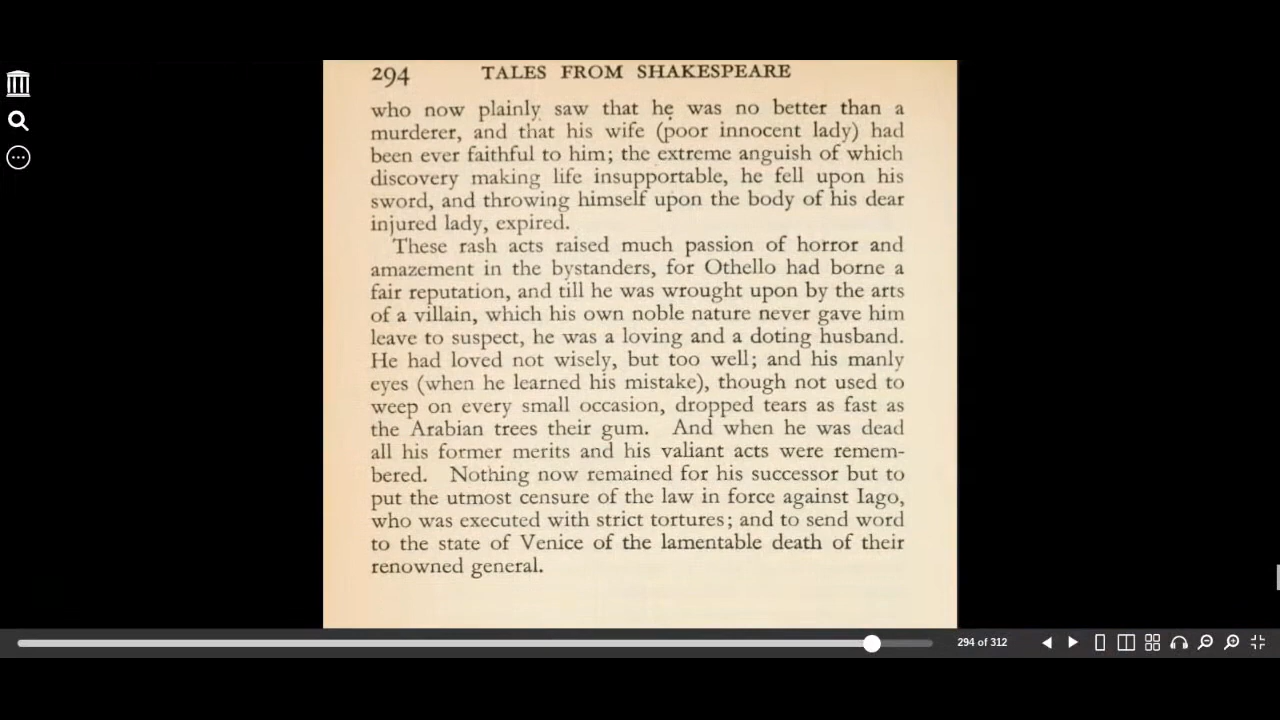 294 TALES FROM SHAKESPEARE
who now plainly saw that he was no better than a
murderer, and that his wife (poor innocent lady) had
been ever faithful to him; the extreme anguish of which
discovery making life insupportable, he fell upon his
sword, and throwing himself upon the body of his dear
injured lady, expired.
These rash acts raised much passion of horror and
amazement in the bystanders, for Othello had borne a
fair reputation, and till he was wrought upon by the arts
of a villain, which his own noble nature never gave him
leave to suspect, he was a loving and a doting husband.
He had loved not wisely, but too well; and his manly
eyes (when he learned his mistake), though not used to
weep on every small occasion, dropped tears as fast as
the Arabian trees their gum. And when he was dead
all his former merits and his valiant acts were remem-
bered. Nothing now remained for his successor but to
put the utmost censure of the law in force against Iago,
who was executed with strict tortures; and to send word
to the state of Venice of the lamentable death of their
renowned general.
294 of 312